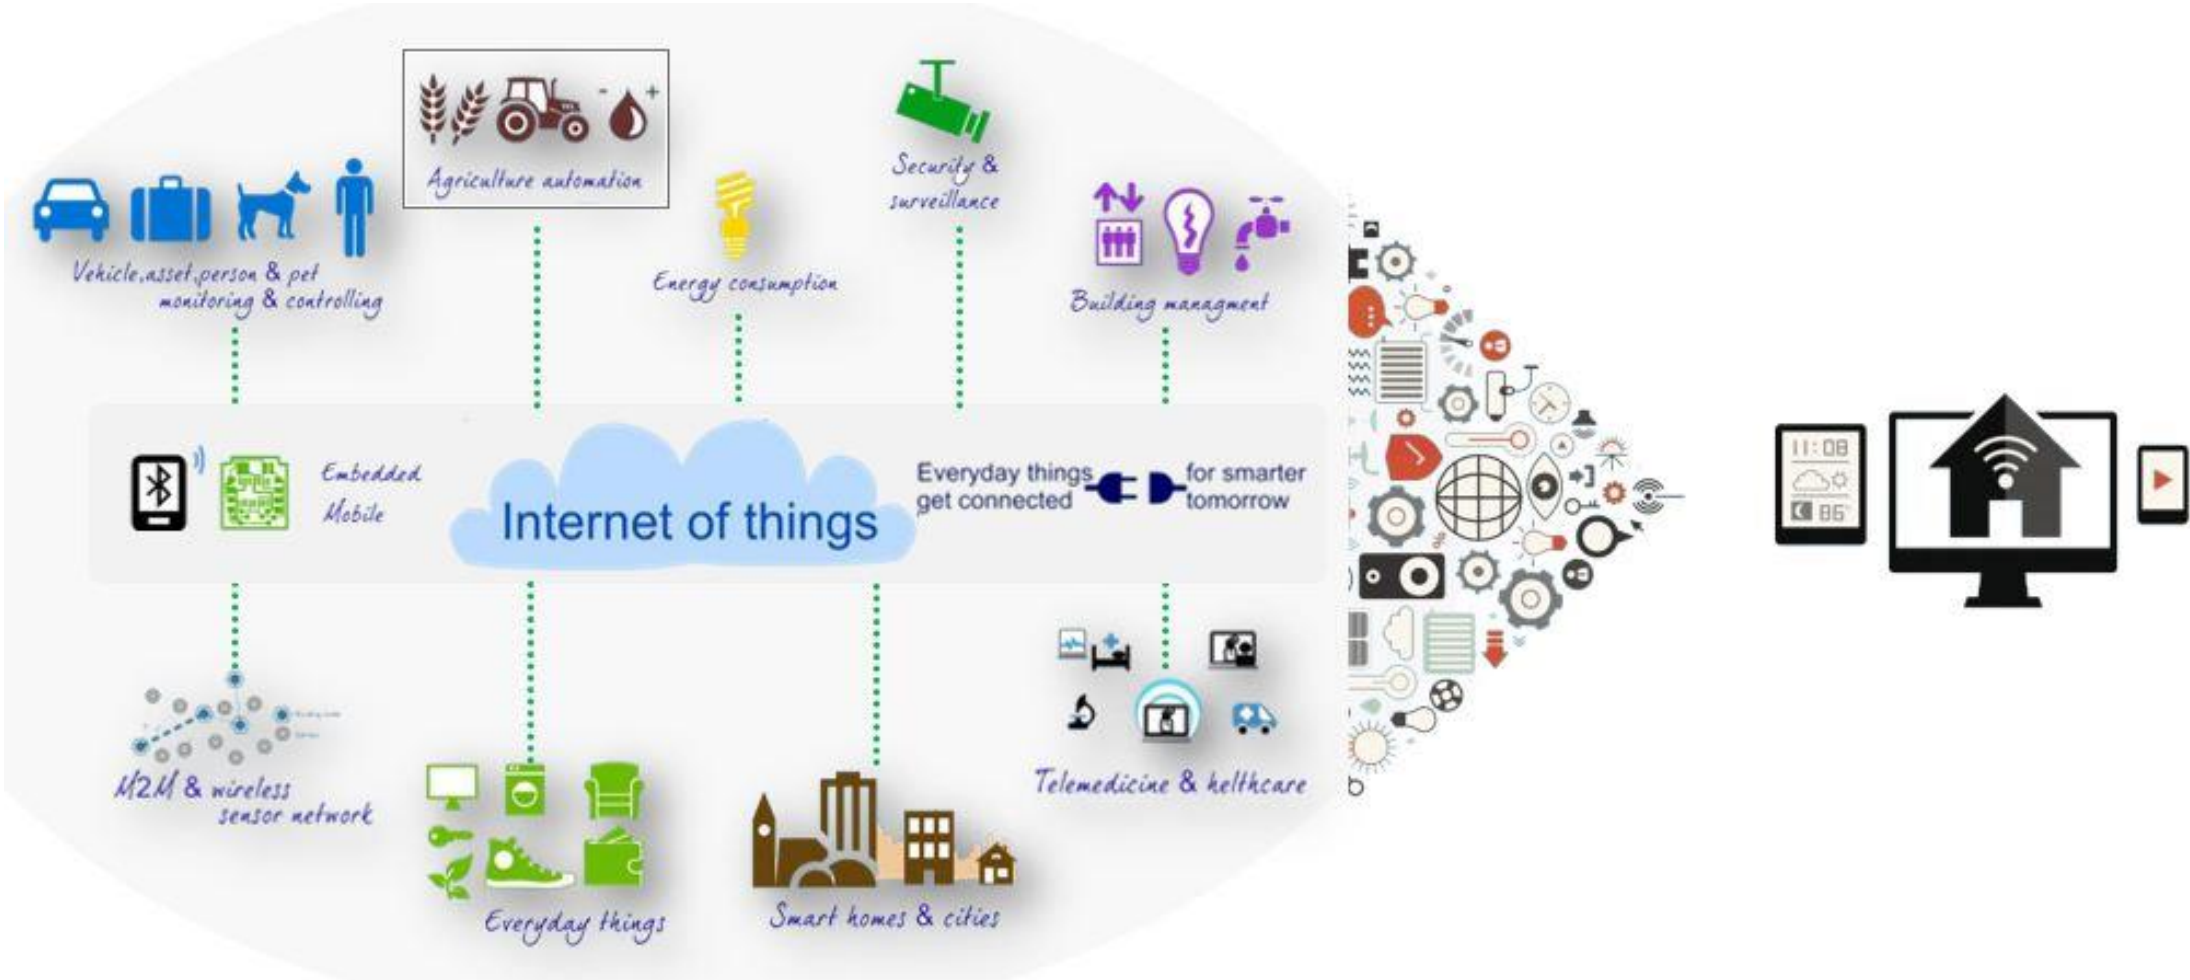 Agriculture automation
Security &
surveillance
Vehicle,asset,person & pet
monitoring & controlling
Energy consumption
Building managment
Embedded
Mobile
Internet of things
Everyday things
get connected
for smarter
tomorrow
11:08
86°
%
M2M & wireless
sensor network
Everyday things
Smart homes & cities
Telemedicine & helthcare